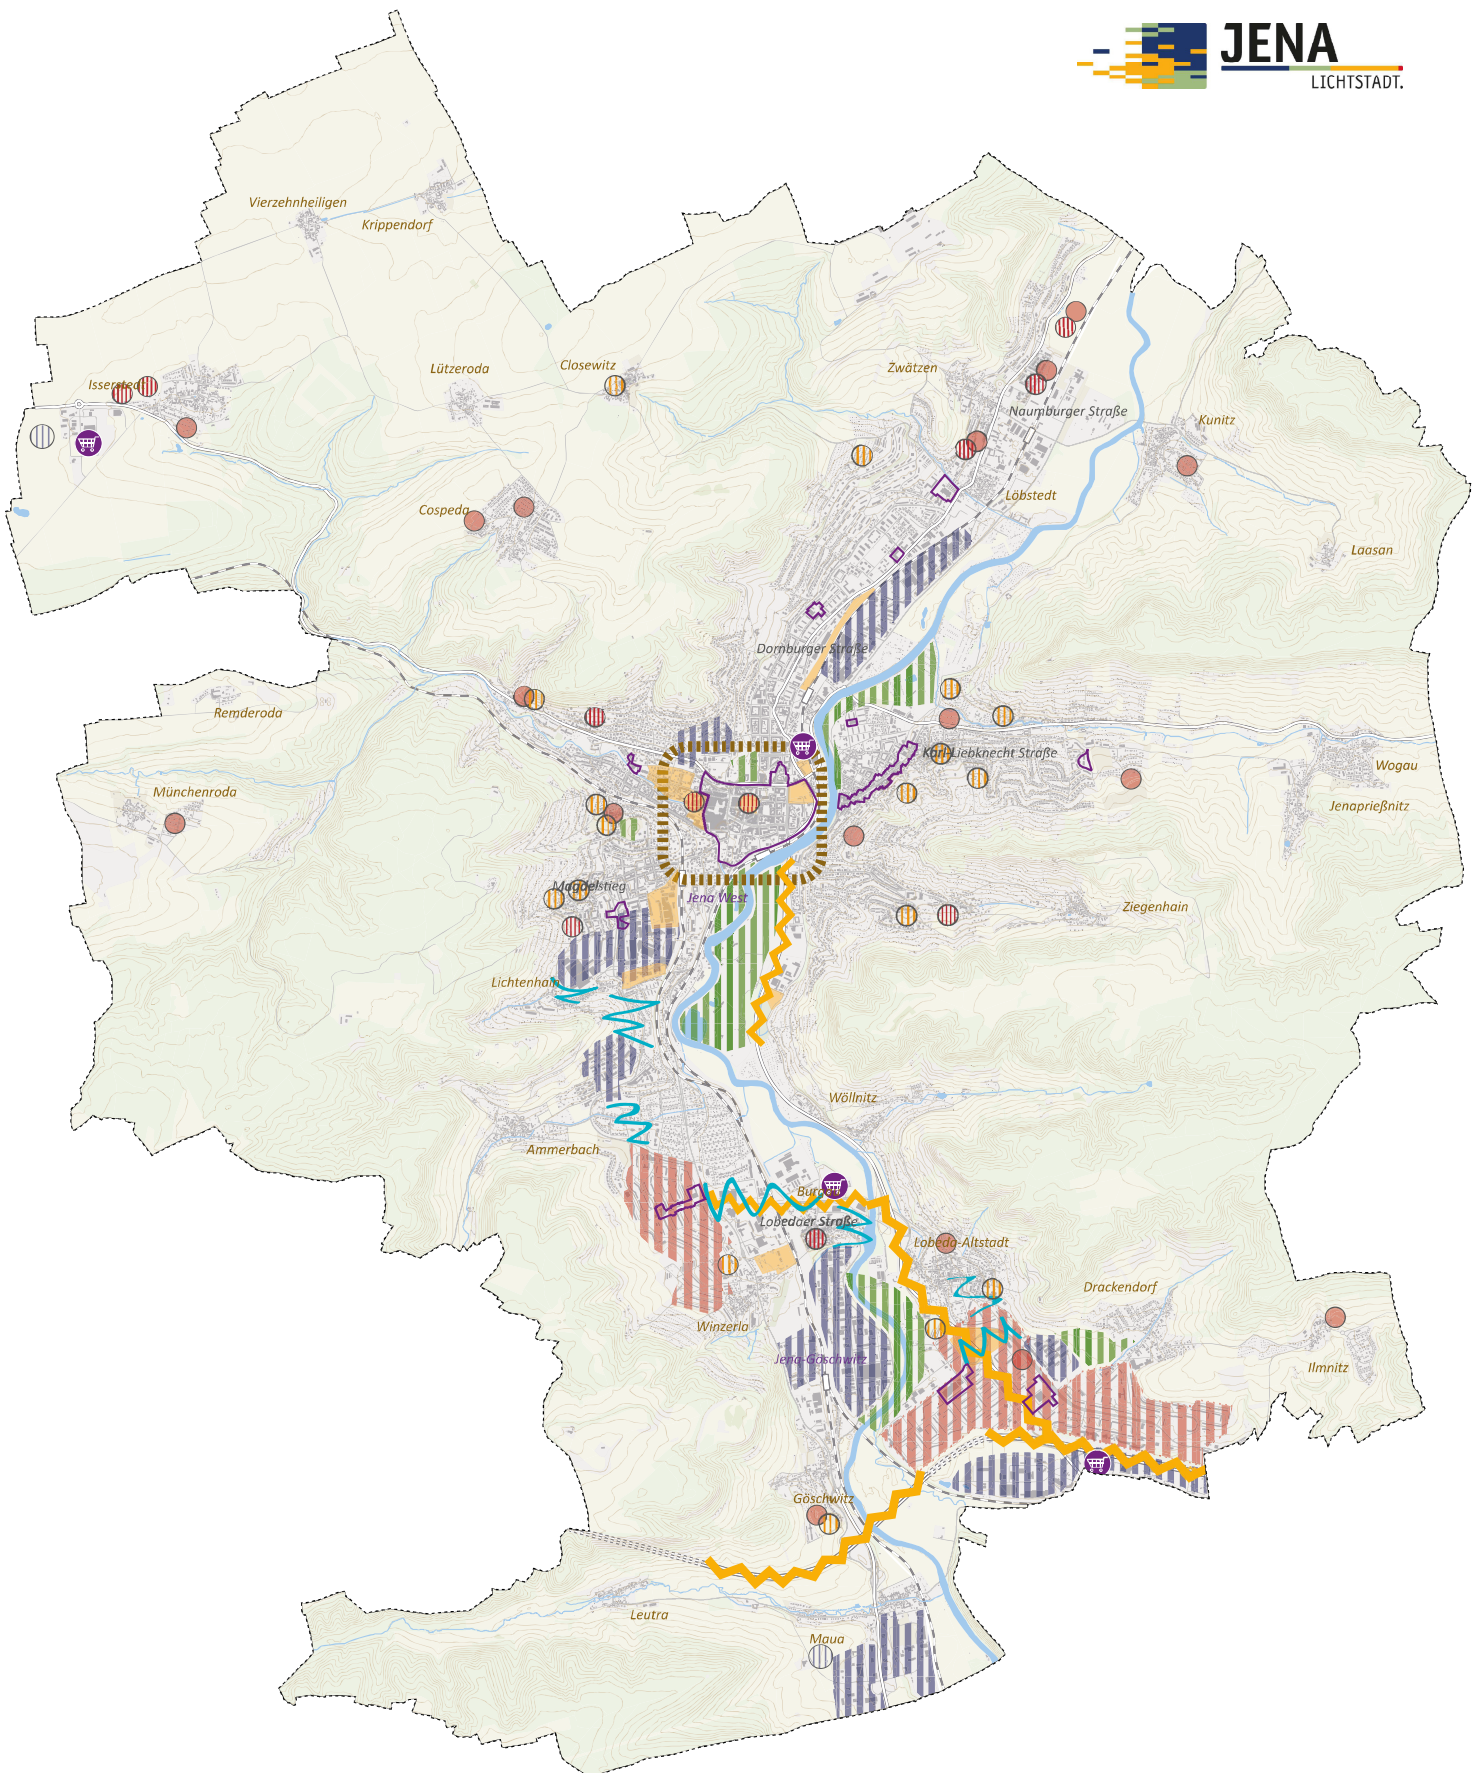 JENA
LICHTSTADT.
Vierzehnheiligen
Krippendorf
Isserstedt
Lützeroda
Closewitz
Zwätzen
Naumburger Straße
Kunitz
Cospeda
Löbstedt
Laasan
Dornburger Straße
Remderoda
Karl-Liebknecht Straße
Wogau
Münchenroda
Jenaprießnitz
Magdelstieg
Jena West
Ziegenhain
Lichtenhain
Wöllnitz
Ammerbach
Burgau
Lobedaer Straße
Lobeda-Altstadt
Drackendorf
Winzerla
Jena-Göschwitz
Ilmnitz
Göschwitz
Leutra
Maua